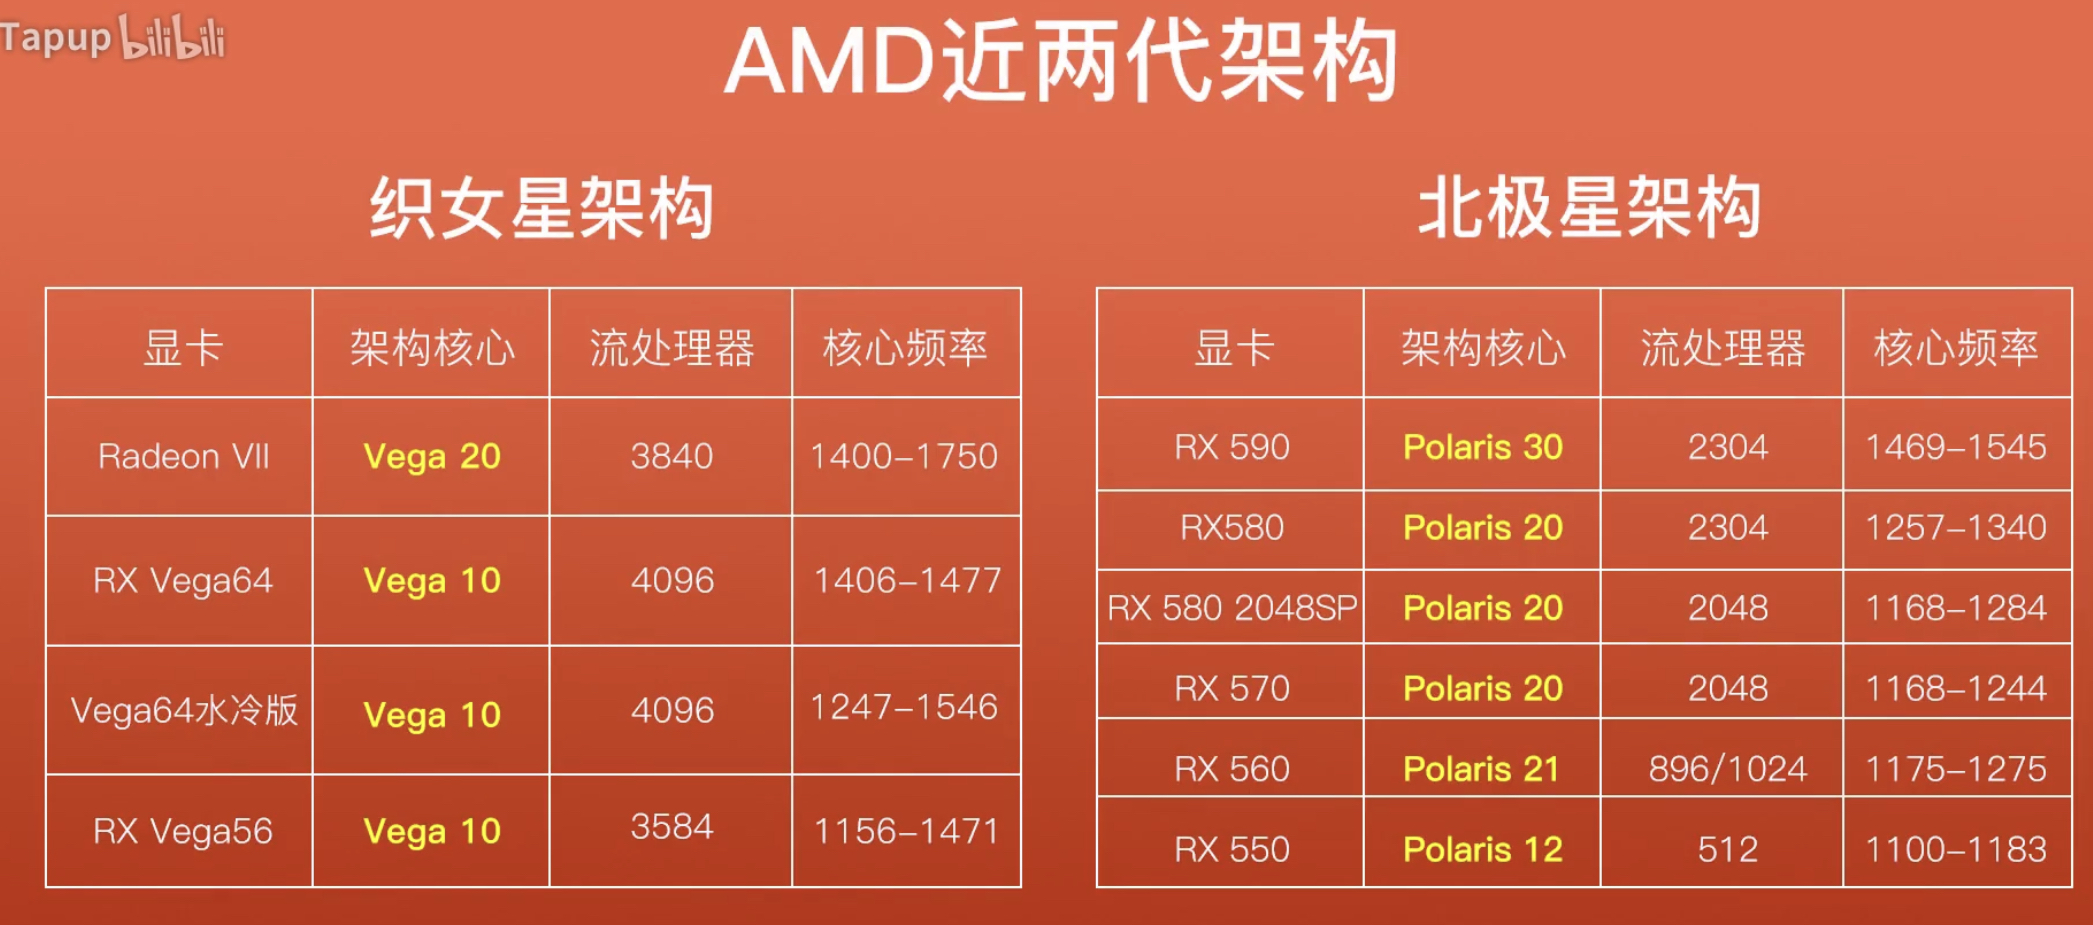 Tapup bilibili
AMD近两代架构
织女星架构
显卡 架构核心 流处理器 核心频率
Radeon VII Vega 20 3840 1400-1750
RX Vega64 Vega 10 4096 1406-1477
Vega64水冷版 Vega 10 4096 1247-1546
RX Vega56 Vega 10 3584 1156-1471
北极星架构
显卡 架构核心 流处理器 核心频率
RX 590 Polaris 30 2304 1469-1545
RX580 Polaris 20 2304 1257-1340
RX 580 2048SP Polaris 20 2048 1168-1284
RX 570 Polaris 20 2048 1168-1244
RX 560 Polaris 21 896/1024 1175-1275
RX 550 Polaris 12 512 1100-1183